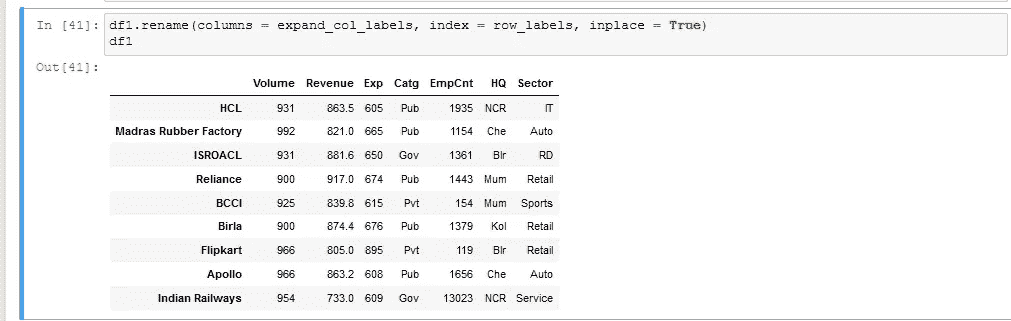 In [41]: df1.rename(columns = expand_col_labels, index = row_labels, inplace = True)
df1
Out[41]:
Volume Revenue Exp Catg EmpCnt HQ Sector
HCL 931 863.5 605 Pub 1935 NCR IT
Madras Rubber Factory 992 821.0 665 Pub 1154 Che Auto
ISROACL 931 881.6 650 Gov 1361 Blr RD
Reliance 900 917.0 674 Pub 1443 Mum Retail
BCCI 925 839.8 615 Pvt 154 Mum Sports
Birla 900 874.4 676 Pub 1379 Kol Retail
Flipkart 966 805.0 895 Pvt 119 Blr Retail
Apollo 966 863.2 608 Pub 1656 Che Auto
Indian Railways 954 733.0 609 Gov 13023 NCR Service